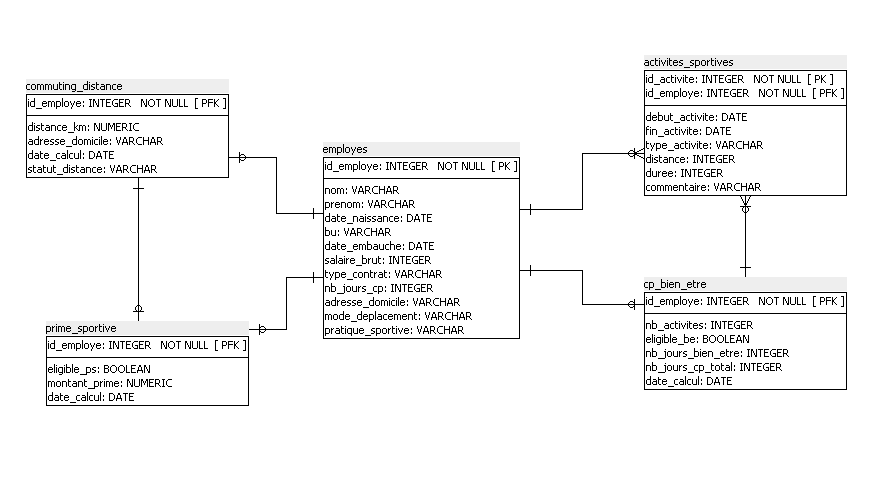 commuting_distance
id_employe: INTEGER NOT NULL [ PFK ]
distance_km: NUMERIC
adresse_domicile: VARCHAR
date_calcul: DATE
statut_distance: VARCHAR
prime_sportive
id_employe: INTEGER NOT NULL [ PFK ]
eligible_ps: BOOLEAN
montant_prime: NUMERIC
date_calcul: DATE
employes
id_employe: INTEGER NOT NULL [ PK ]
nom: VARCHAR
prenom: VARCHAR
date_naissance: DATE
bu: VARCHAR
date_embauche: DATE
salaire_brut: INTEGER
type_contrat: VARCHAR
nb_jours_cp: INTEGER
adresse_domicile: VARCHAR
mode_deplacement: VARCHAR
pratique_sportive: VARCHAR
activites_sportives
id_activite: INTEGER NOT NULL [ PK ]
id_employe: INTEGER NOT NULL [ PFK ]
debut_activite: DATE
fin_activite: DATE
type_activite: VARCHAR
distance: INTEGER
duree: INTEGER
commentaire: VARCHAR
cp_bien_etre
id_employe: INTEGER NOT NULL [ PFK ]
nb_activites: INTEGER
eligible_be: BOOLEAN
nb_jours_bien_etre: INTEGER
nb_jours_cp_total: INTEGER
date_calcul: DATE